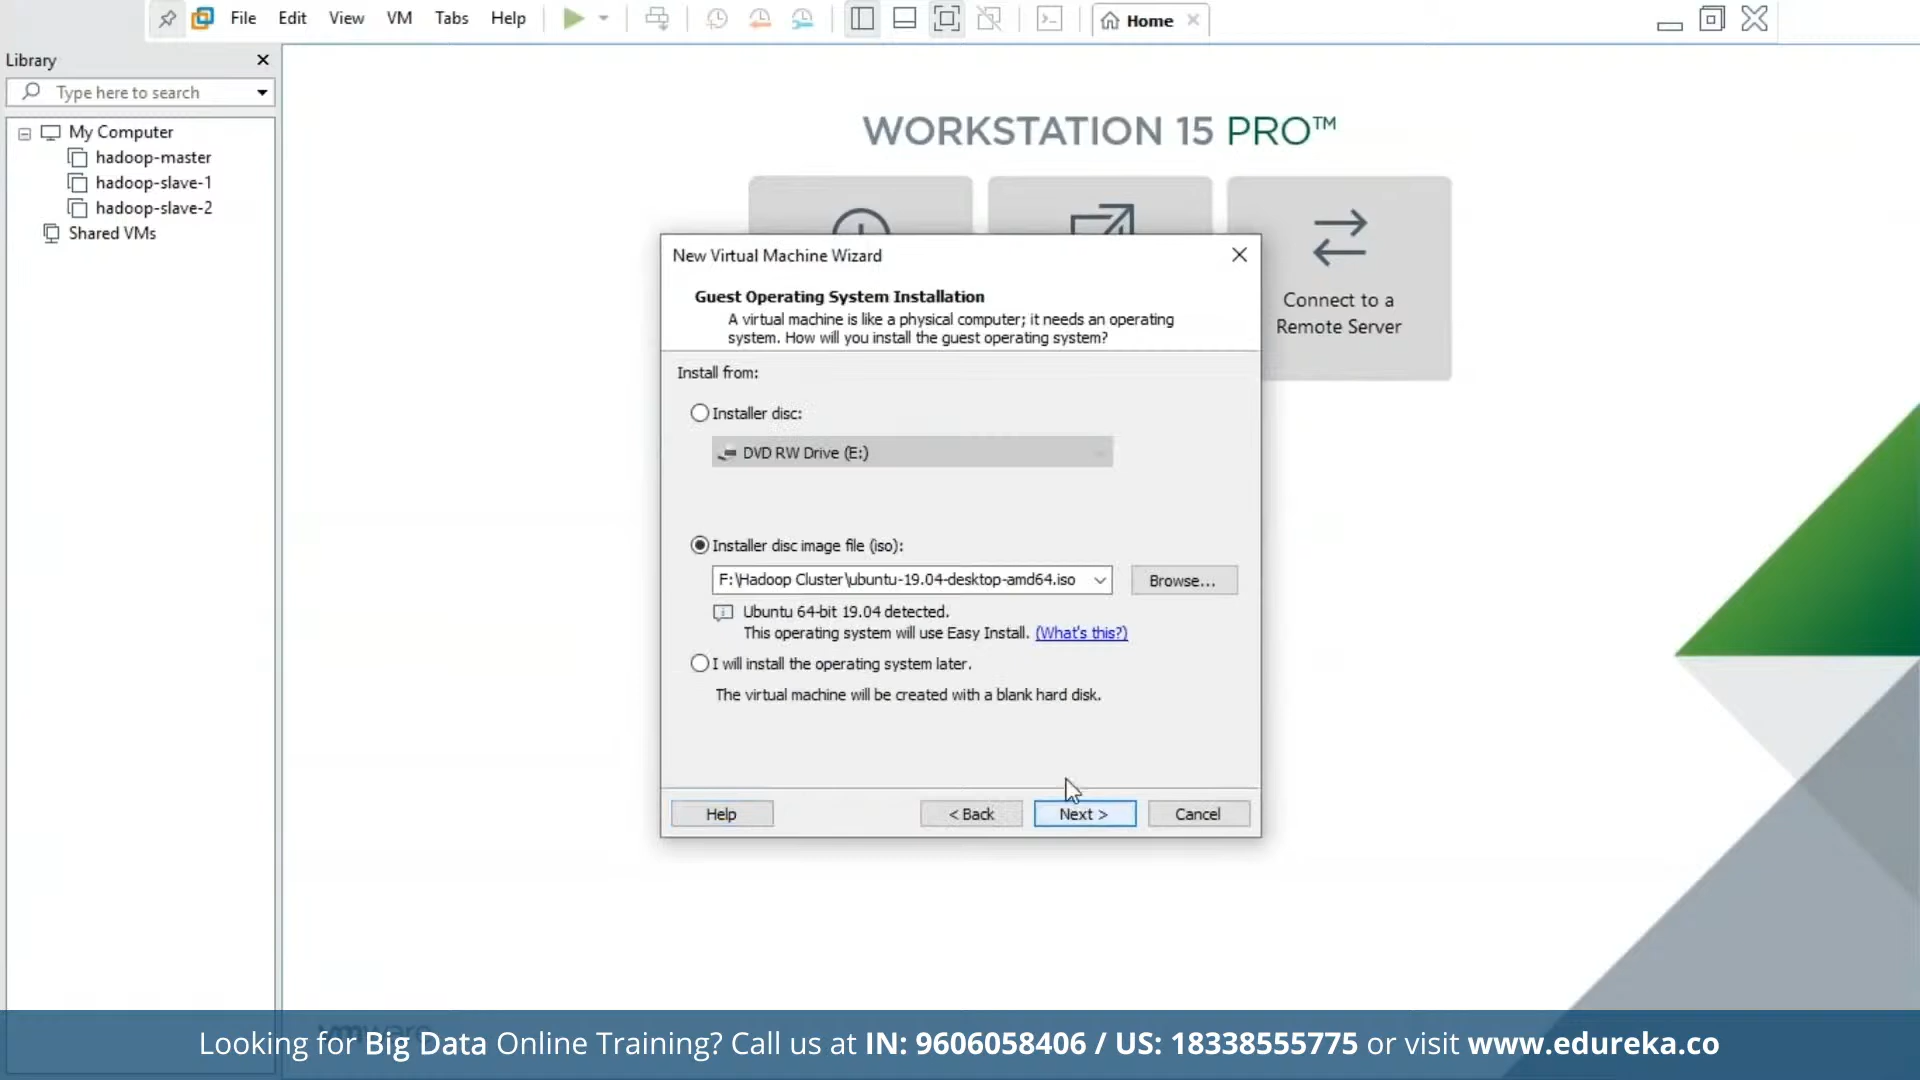 File Edit View VM Tabs Help Home
Library
Type here to search
My Computer
hadoop-master
hadoop-slave-1
hadoop-slave-2
Shared VMs
WORKSTATION 15 PRO™
Connect to a
Remote Server
New Virtual Machine Wizard
Guest Operating System Installation
A virtual machine is like a physical computer; it needs an operating
system. How will you install the guest operating system?
Install from:
Installer disc:
DVD RW Drive (E:)
Installer disc image file (iso):
F:\Hadoop Cluster\ubuntu-19.04-desktop-amd64.iso Browse...
Ubuntu 64-bit 19.04 detected.
This operating system will use Easy Install. (What's this?)
I will install the operating system later.
The virtual machine will be created with a blank hard disk.
Help < Back Next > Cancel
Looking for Big Data Online Training? Call us at IN: 9606058406 / US: 18338555775 or visit www.edureka.co